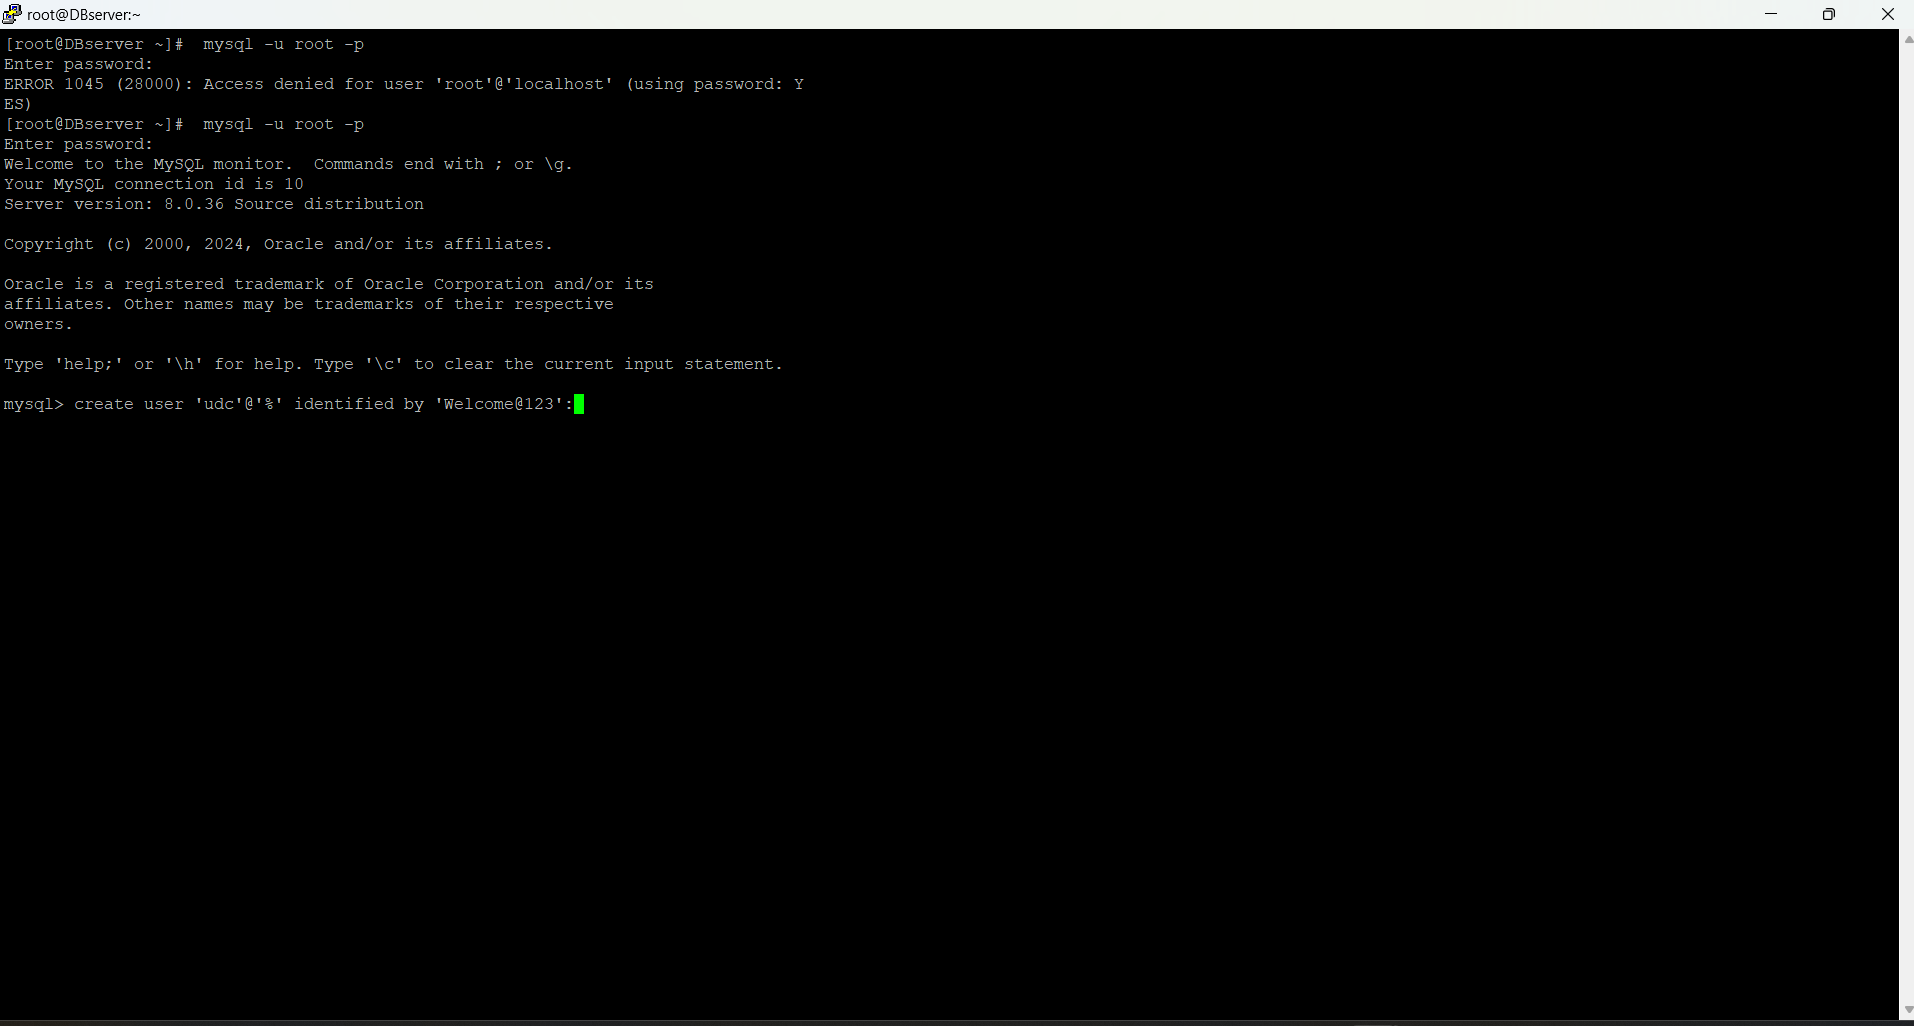 root@DBserver:~
[root@DBserver ~]#  mysql -u root -p
Enter password:
ERROR 1045 (28000): Access denied for user 'root'@'localhost' (using password: Y
ES)
[root@DBserver ~]#  mysql -u root -p
Enter password:
Welcome to the MySQL monitor.  Commands end with ; or \g.
Your MySQL connection id is 10
Server version: 8.0.36 Source distribution
Copyright (c) 2000, 2024, Oracle and/or its affiliates.
Oracle is a registered trademark of Oracle Corporation and/or its
affiliates. Other names may be trademarks of their respective
owners.
Type 'help;' or '\h' for help. Type '\c' to clear the current input statement.
mysql> create user 'udc'@'%' identified by 'Welcome@123':